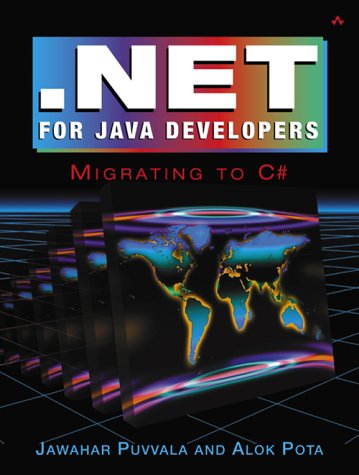 .NET
FOR JAVA DEVELOPERS
MIGRATING TO C#
JAWAHAR PUVVALA AND ALOK POTA